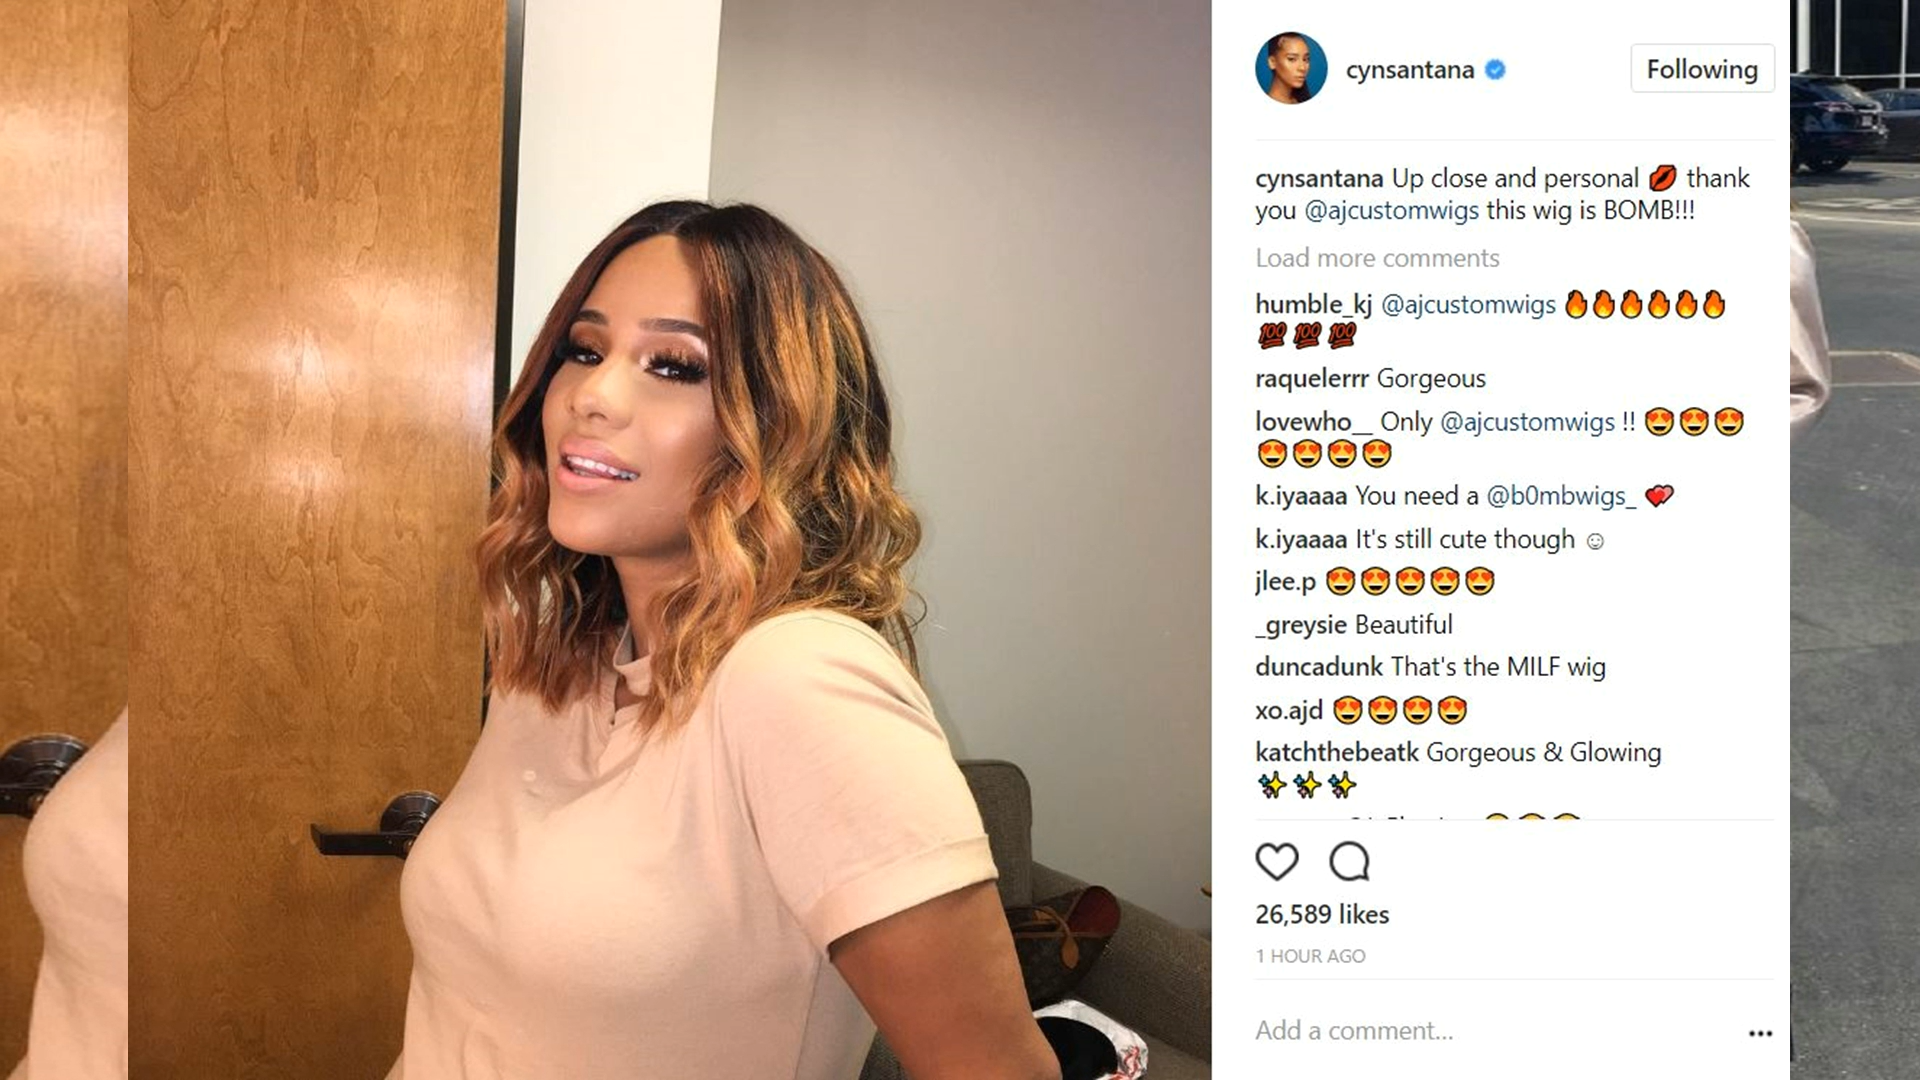 cynsantana
Following
cynsantana Up close and personal 💋 thank
you @ajcustomwigs this wig is BOMB!!!
Load more comments
humble_kj @ajcustomwigs 🔥🔥🔥🔥🔥🔥
💯💯💯
raquelerrr Gorgeous
lovewho__ Only @ajcustomwigs !! 😍😍😍
😍😍😍😍
k.iyaaaa You need a @b0mbwigs_ 💕
k.iyaaaa It's still cute though ☺
jlee.p 😍😍😍😍😍
_greysie Beautiful
duncadunk That's the MILF wig
xo.ajd 😍😍😍😍
katchthebeatk Gorgeous & Glowing
✨✨✨
26,589 likes
1 HOUR AGO
Add a comment...